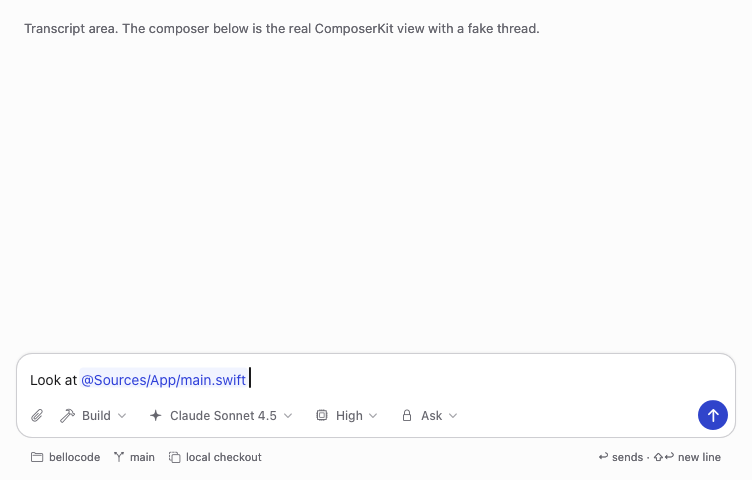 Transcript area. The composer below is the real ComposerKit view with a fake thread.
Look at @Sources/App/main.swift
Build Claude Sonnet 4.5 High Ask
bellocode main local checkout ↩ sends · ⇧↩ new line